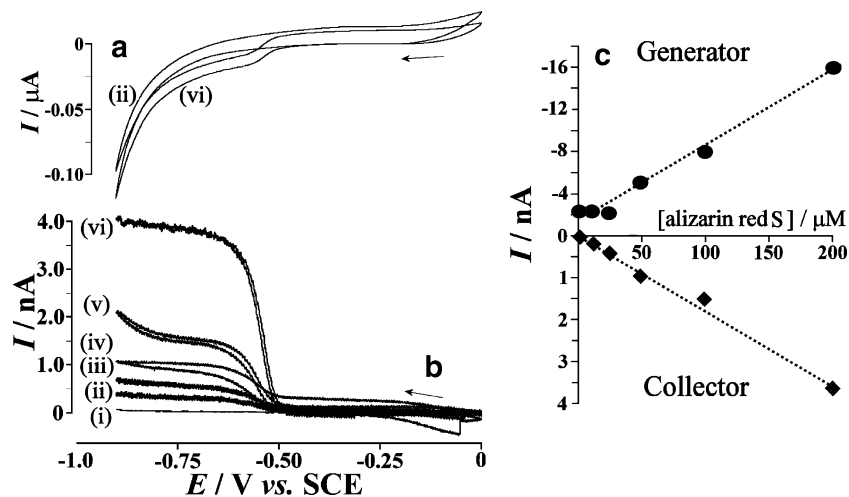 a
0
-0.05
-0.10
I / μA
(ii)
(vi)
4.0
3.0
2.0
1.0
0
I / nA
(vi)
(v)
(iv)
(iii)
(ii)
(i)
b
-1.0
-0.75
-0.50
-0.25
0
E / V vs. SCE
c
Generator
-16
-12
-8
-4
0
1
2
3
4
I / nA
[alizarin red S] / μM
50
100
150
200
Collector